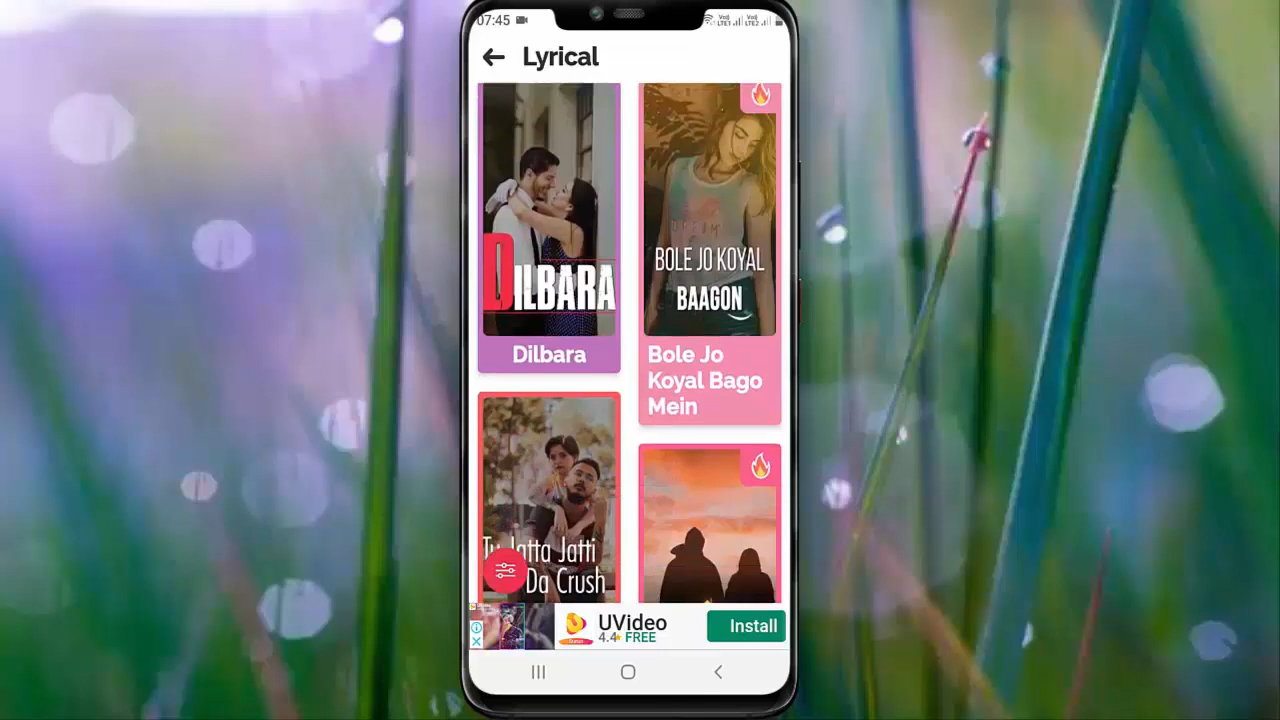 07:45
Lyrical
DILBARA
Dilbara
BOLE JO KOYAL
BAAGON
Bole Jo
Koyal Bago
Mein
Tu Jatta Jatti
Da Crush
UVideo
4.4 FREE
Install